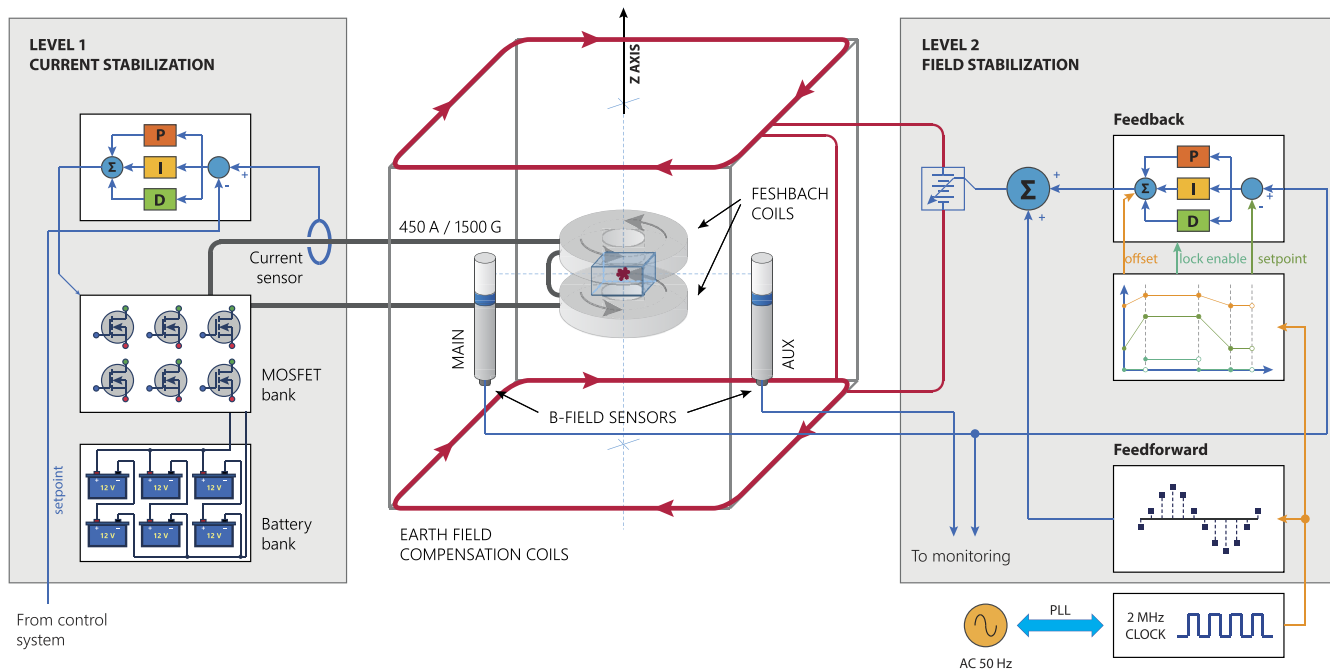 LEVEL 1
CURRENT STABILIZATION
P
I
D
Σ
+
-
Current
sensor
MOSFET
bank
12 V
12 V
12 V
12 V
12 V
12 V
+ −
+ −
+ −
+ −
+ −
+ −
Battery
bank
setpoint
From control
system
Z AXIS
450 A / 1500 G
FESHBACH
COILS
MAIN
AUX
B-FIELD SENSORS
EARTH FIELD
COMPENSATION COILS
LEVEL 2
FIELD STABILIZATION
Feedback
P
I
D
Σ
+
-
Σ
+
+
offset
lock enable
setpoint
Feedforward
To monitoring
PLL
AC 50 Hz
2 MHz
CLOCK